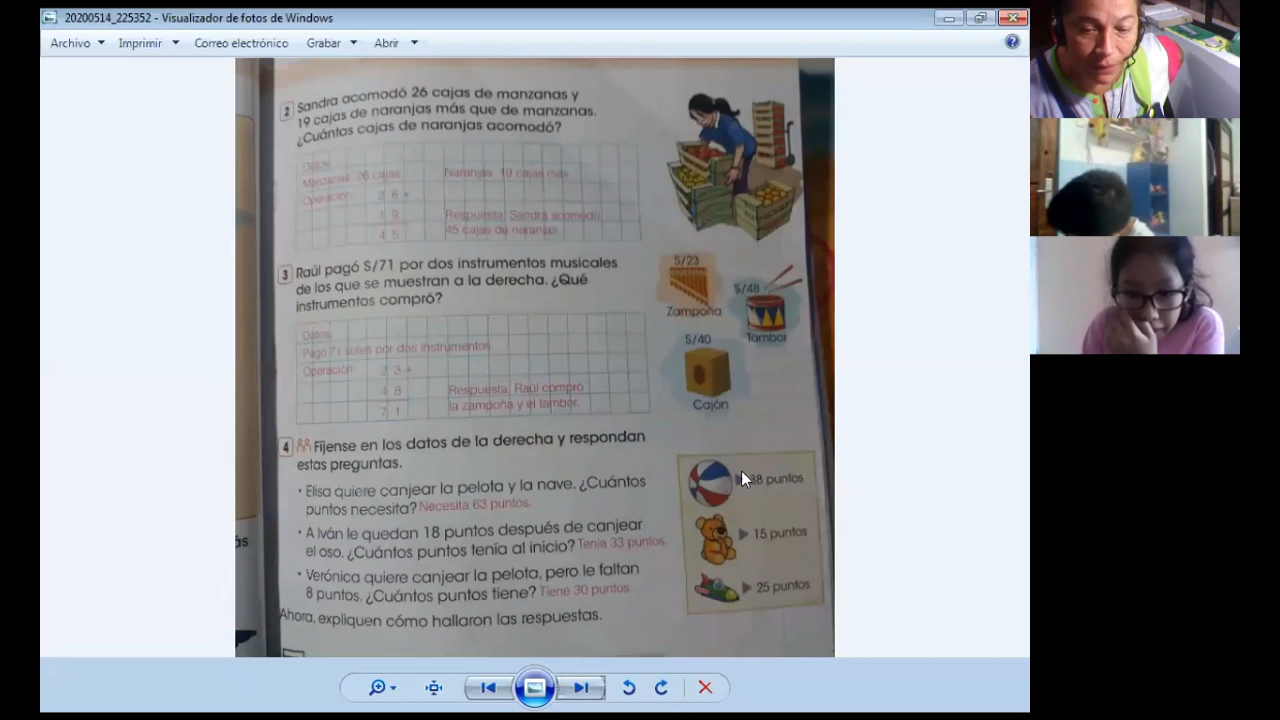 20200514_225352 - Visualizador de fotos de Windows
Archivo Imprimir Correo electrónico Grabar Abrir
2 Sandra acomodó 26 cajas de manzanas y
19 cajas de naranjas más que de manzanas.
¿Cuántas cajas de naranjas acomodó?
Datos:
Manzanas: 26 cajas Naranjas: 19 cajas más
Operación: 2 6 +
1 9 Respuesta: Sandra acomodó
4 5 45 cajas de naranjas
3 Raúl pagó S/71 por dos instrumentos musicales
de los que se muestran a la derecha. ¿Qué
instrumentos compró?
S/23
Zampoña
S/48
Tambor
S/40
Cajón
Datos:
Pagó 71 soles por dos instrumentos.
Operación: 2 3 +
4 8 Respuesta: Raúl compró
7 1 la zampoña y el tambor.
4 Fíjense en los datos de la derecha y respondan
estas preguntas.
• Elisa quiere canjear la pelota y la nave. ¿Cuántos
puntos necesita? Necesita 63 puntos.
• A Iván le quedan 18 puntos después de canjear
el oso. ¿Cuántos puntos tenía al inicio? Tenía 33 puntos.
• Verónica quiere canjear la pelota, pero le faltan
8 puntos. ¿Cuántos puntos tiene? Tiene 30 puntos.
Ahora, expliquen cómo hallaron las respuestas.
38 puntos
15 puntos
25 puntos